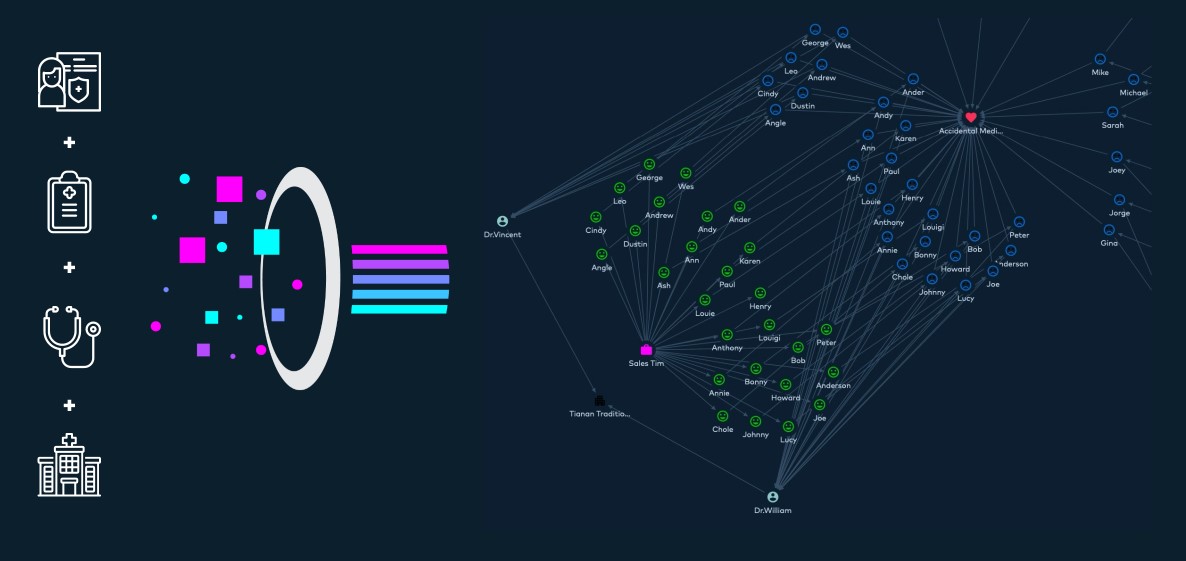 George
Wes
Leo
Andrew
Cindy
Dustin
Angle
Ander
Andy
Karen
Accidental Medi...
Mike
Michael
Sarah
Ann
Ash
Paul
Joey
George
Wes
Leo
Andrew
Ander
Henry
Louie
Jorge
Cindy
Andy
Anthony
Louigi
Dr.Vincent
Dustin
Peter
Gina
Angle
Ann
Karen
Annie
Bonny
Bob
Howard
Anderson
Ash
Paul
Chole
Johnny
Lucy
Joe
Louie
Henry
Anthony
Louigi
Peter
Bob
Sales Tim
Annie
Bonny
Howard
Anderson
Tianan Traditio...
Chole
Johnny
Lucy
Joe
Dr.William